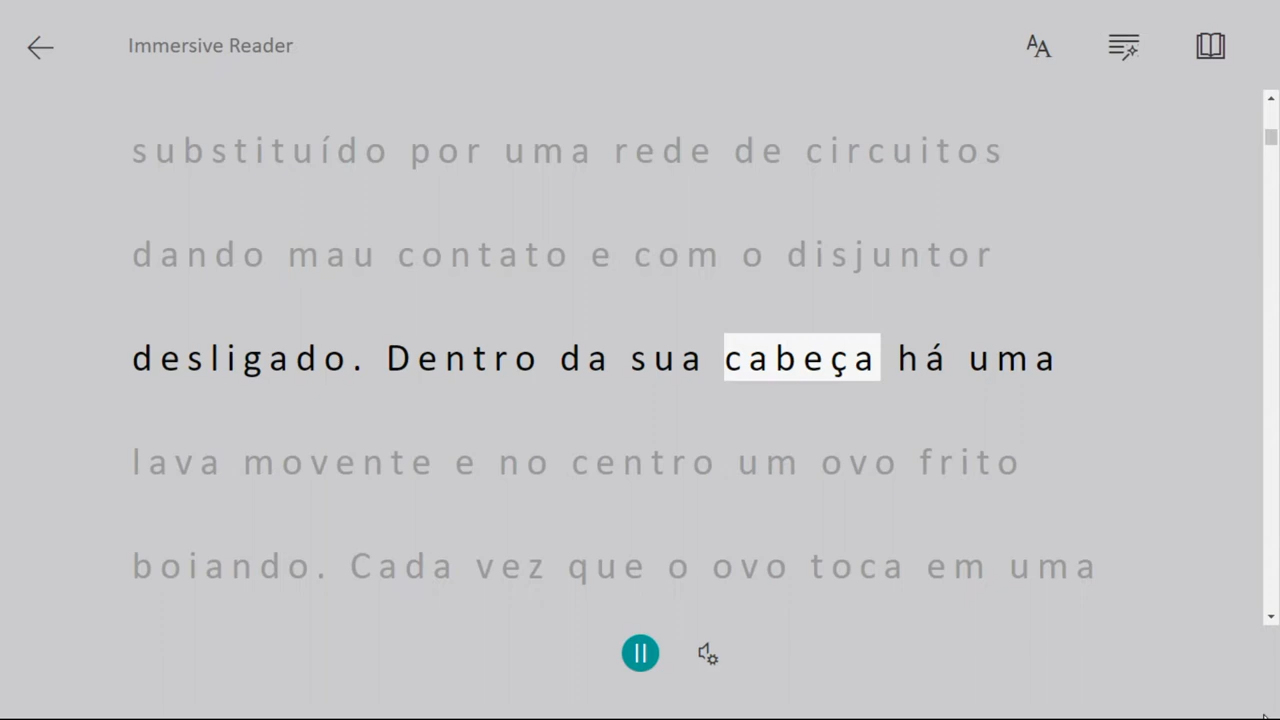 Immersive Reader
substituído por uma rede de circuitos
dando mau contato e com o disjuntor
desligado. Dentro da sua cabeça há uma
lava movente e no centro um ovo frito
boiando. Cada vez que o ovo toca em uma